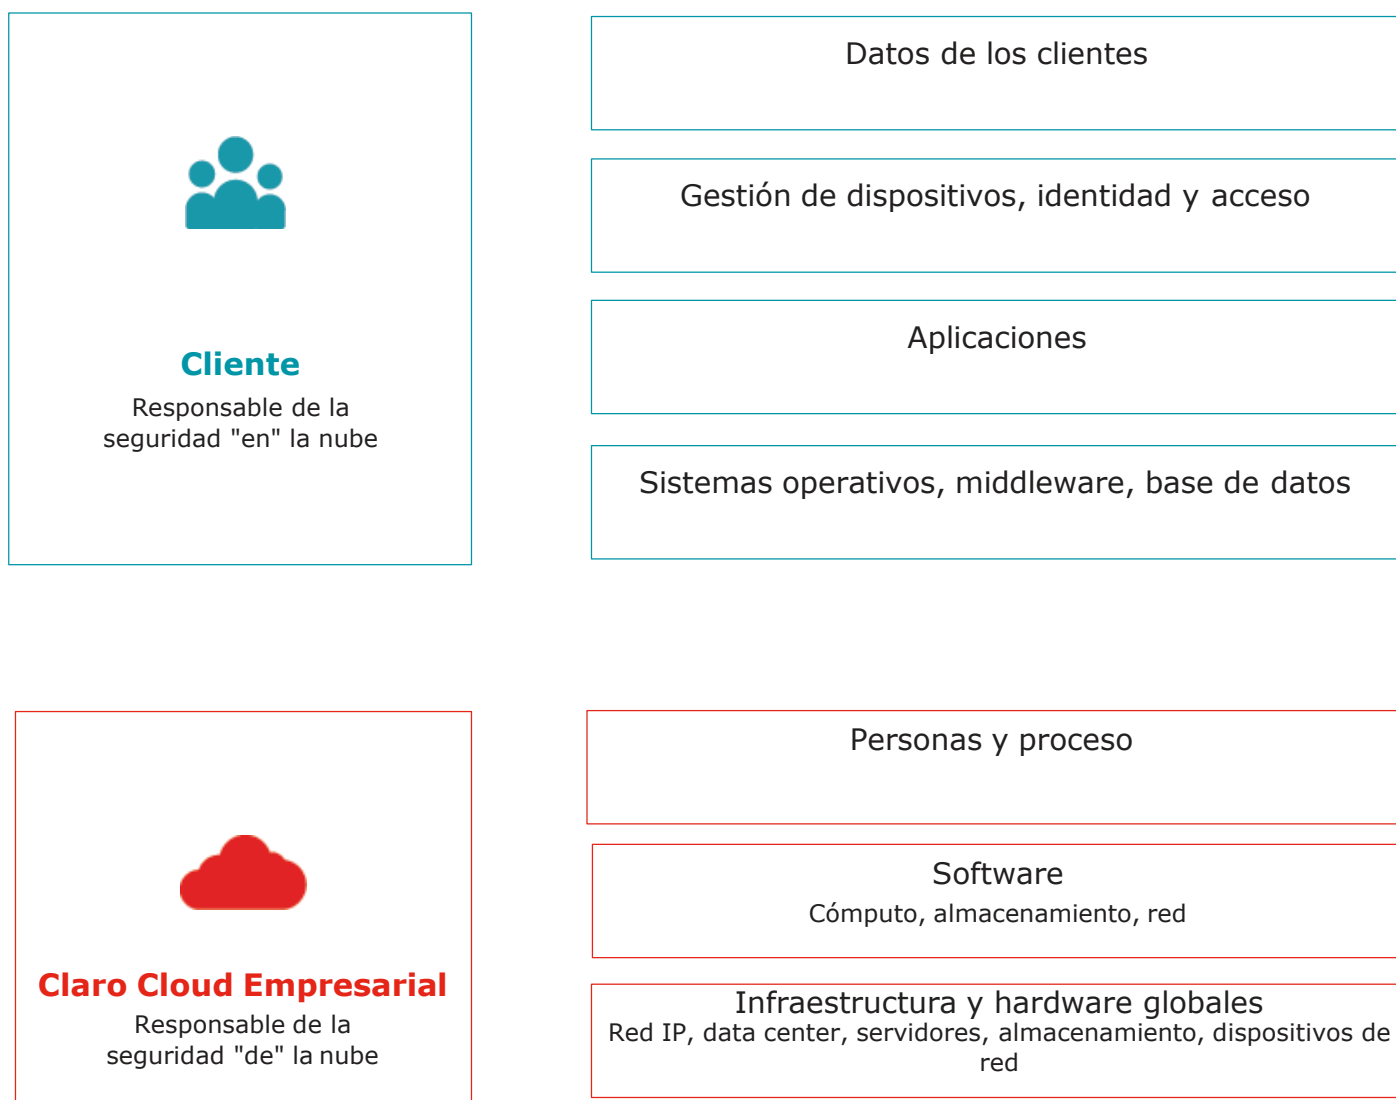 Cliente
Responsable de la
seguridad "en" la nube
Datos de los clientes
Gestión de dispositivos, identidad y acceso
Aplicaciones
Sistemas operativos, middleware, base de datos
Claro Cloud Empresarial
Responsable de la
seguridad "de" la nube
Personas y proceso
Software
Cómputo, almacenamiento, red
Infraestructura y hardware globales
Red IP, data center, servidores, almacenamiento, dispositivos de
red